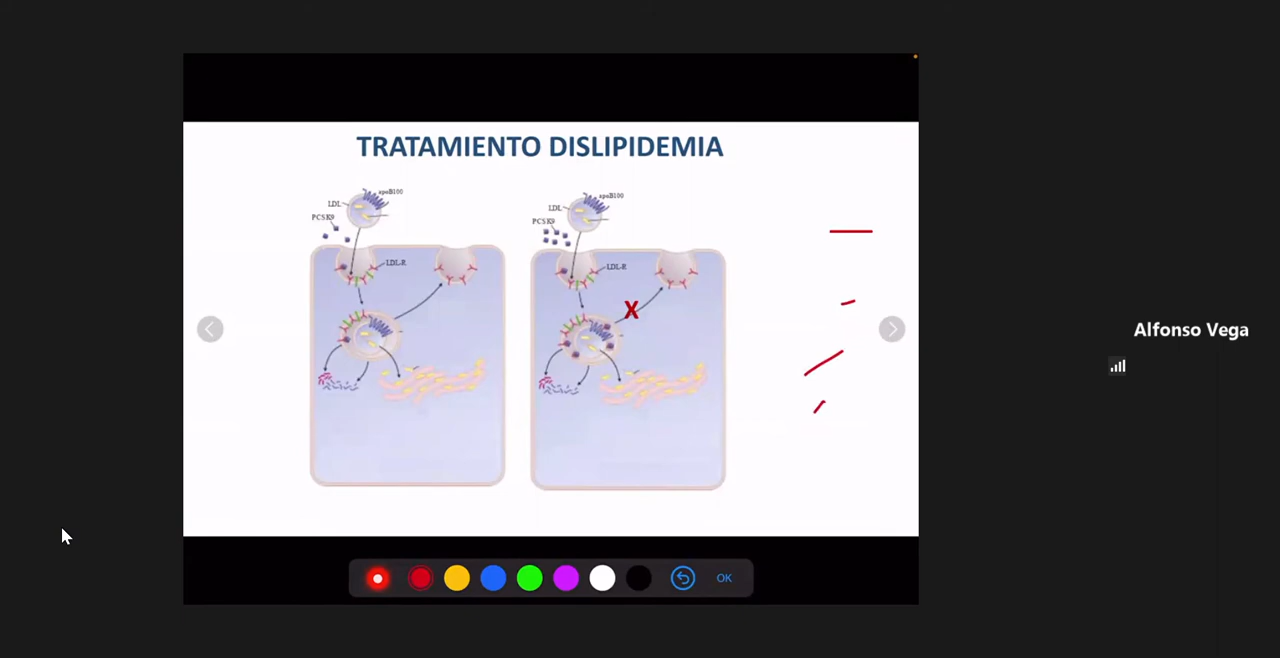 TRATAMIENTO DISLIPIDEMIA
apoB100
LDL
PCSK9
LDL-R
apoB100
LDL
PCSK9
LDL-R
X
Alfonso Vega
OK